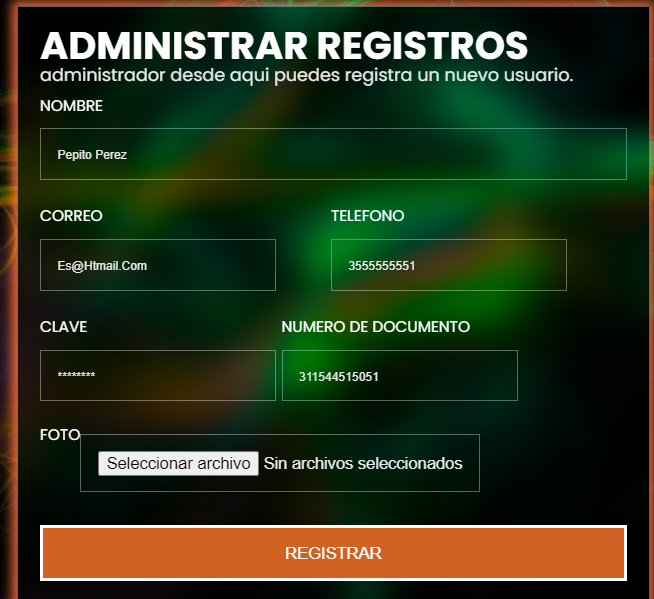 ADMINISTRAR REGISTROS
administrador desde aqui puedes registra un nuevo usuario.
NOMBRE
Pepito Perez
CORREO TELEFONO
Es@Htmail.Com 3555555551
CLAVE NUMERO DE DOCUMENTO
******** 311544515051
FOTO
Seleccionar archivo Sin archivos seleccionados
REGISTRAR